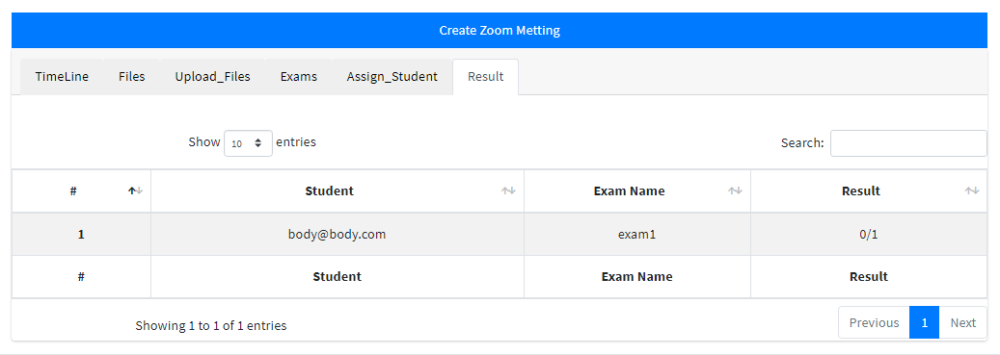 Create Zoom Metting
TimeLine Files Upload_Files Exams Assign_Student Result
Show 10 entries Search:
# Student Exam Name Result
1 body@body.com exam1 0/1
# Student Exam Name Result
Showing 1 to 1 of 1 entries Previous 1 Next